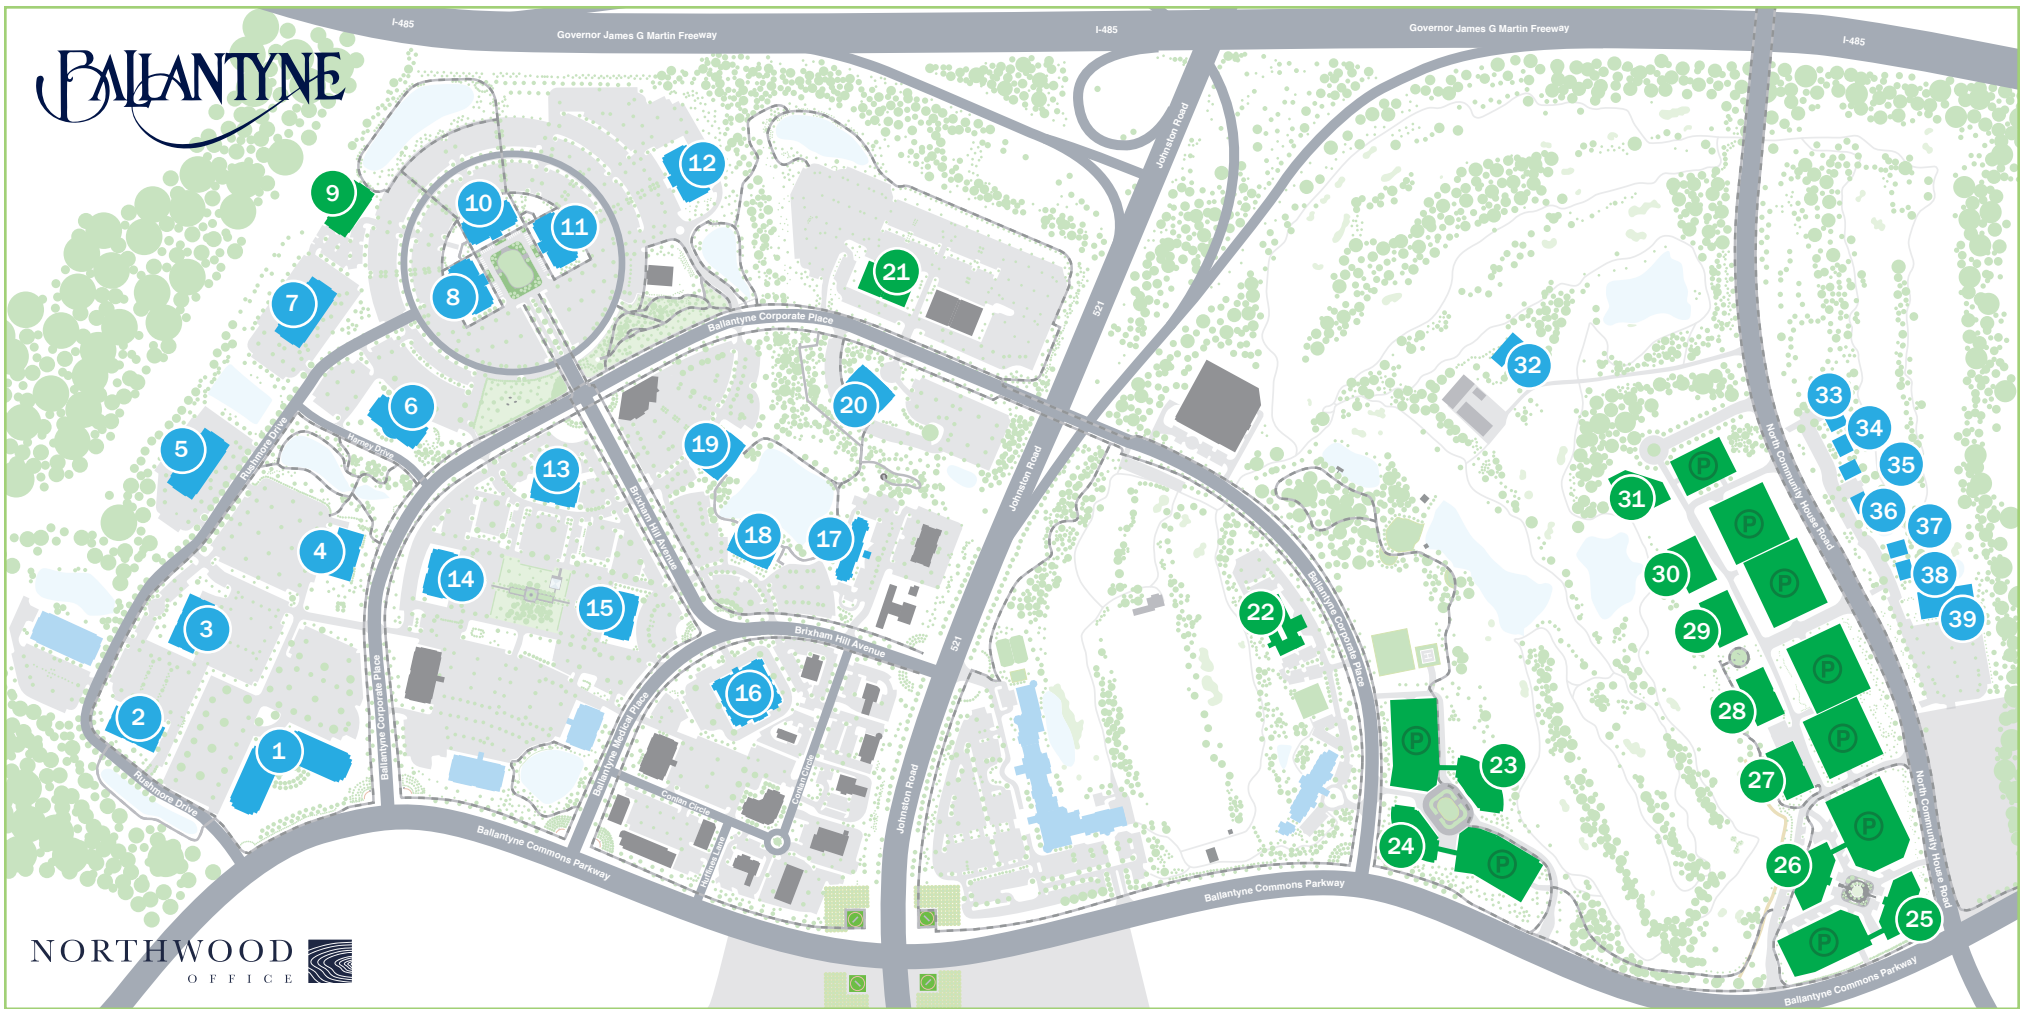 I-485
Governor James G Martin Freeway
I-485
Governor James G Martin Freeway
I-485
BALLANTYNE
Johnston Road
12
9
10
11
21
8
7
521
Ballantyne Corporate Place
32
6
20
33
34
Rushmore Drive
Harney Drive
5
19
13
35
P
31
Johnston Road
North Community House Road
Brixham Hill Avenue
36
37
P
18
17
4
14
30
38
P
15
22
Ballantyne Corporate Place
39
3
29
521
Brixham Hill Avenue
P
16
2
28
Ballantyne Corporate Place
Ballantyne Medical Place
1
P
P
23
27
Rushmore Drive
Conlan Circle
Conlan Circle
Johnston Road
North Community House Road
P
24
Ballantyne Commons Parkway
Huffines Lane
P
26
Ballantyne Commons Parkway
25
P
Ballantyne Commons Parkway
NORTHWOOD
OFFICE